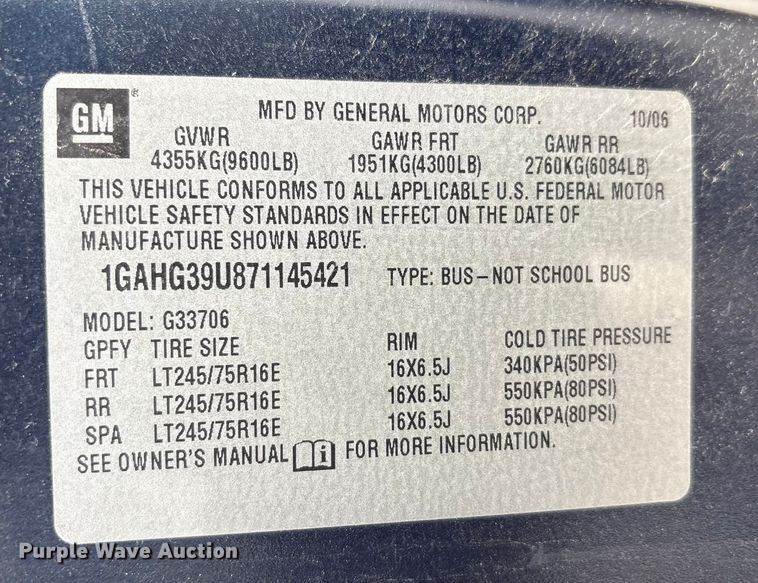 GM ®
MFD BY GENERAL MOTORS CORP. 10/06
GVWR GAWR FRT GAWR RR
4355KG(9600LB) 1951KG(4300LB) 2760KG(6084LB)
THIS VEHICLE CONFORMS TO ALL APPLICABLE U.S. FEDERAL MOTOR
VEHICLE SAFETY STANDARDS IN EFFECT ON THE DATE OF
MANUFACTURE SHOWN ABOVE.
1GAHG39U871145421 TYPE: BUS-NOT SCHOOL BUS
MODEL: G33706
GPFY TIRE SIZE RIM COLD TIRE PRESSURE
FRT LT245/75R16E 16X6.5J 340KPA(50PSI)
RR LT245/75R16E 16X6.5J 550KPA(80PSI)
SPA LT245/75R16E 16X6.5J 550KPA(80PSI)
SEE OWNER'S MANUAL i FOR MORE INFORMATION.
Purple Wave Auction